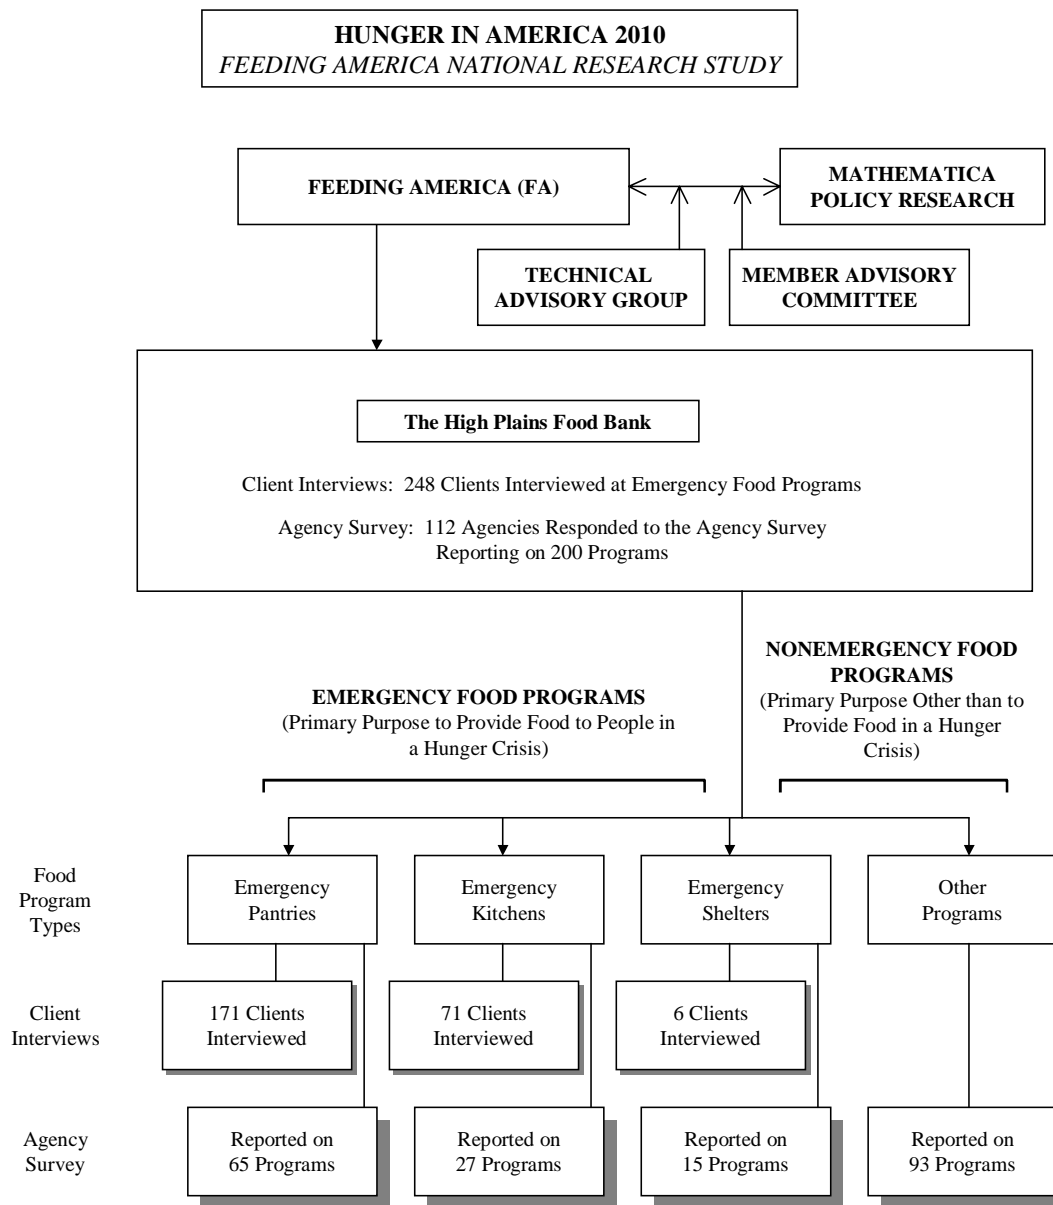 HUNGER IN AMERICA 2010
FEEDING AMERICA NATIONAL RESEARCH STUDY
FEEDING AMERICA (FA)
MATHEMATICA
POLICY RESEARCH
TECHNICAL
ADVISORY GROUP
MEMBER ADVISORY
COMMITTEE
The High Plains Food Bank
Client Interviews: 248 Clients Interviewed at Emergency Food Programs
Agency Survey: 112 Agencies Responded to the Agency Survey
Reporting on 200 Programs
EMERGENCY FOOD PROGRAMS
(Primary Purpose to Provide Food to People in
a Hunger Crisis)
NONEMERGENCY FOOD
PROGRAMS
(Primary Purpose Other than to
Provide Food in a Hunger
Crisis)
Food
Program
Types
Emergency
Pantries
Emergency
Kitchens
Emergency
Shelters
Other
Programs
Client
Interviews
171 Clients
Interviewed
71 Clients
Interviewed
6 Clients
Interviewed
Agency
Survey
Reported on
65 Programs
Reported on
27 Programs
Reported on
15 Programs
Reported on
93 Programs